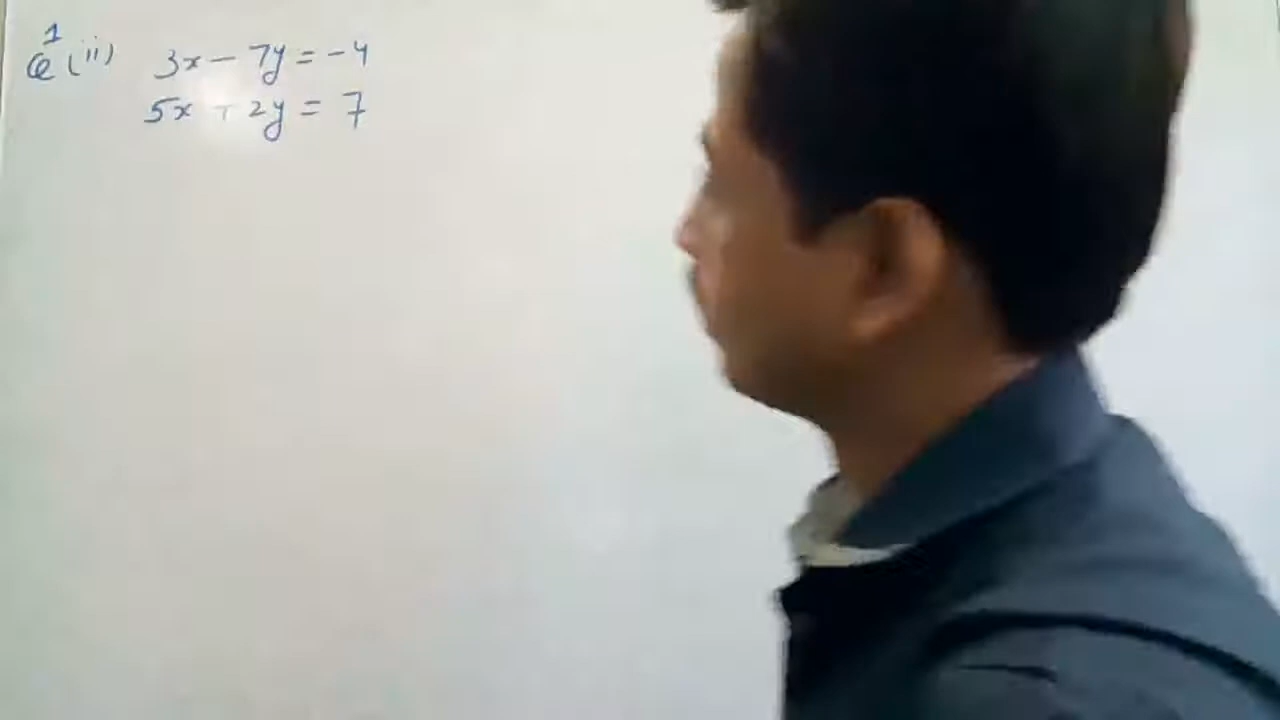 1
Q (ii) 3x - 7y = -4
5x + 2y = 7